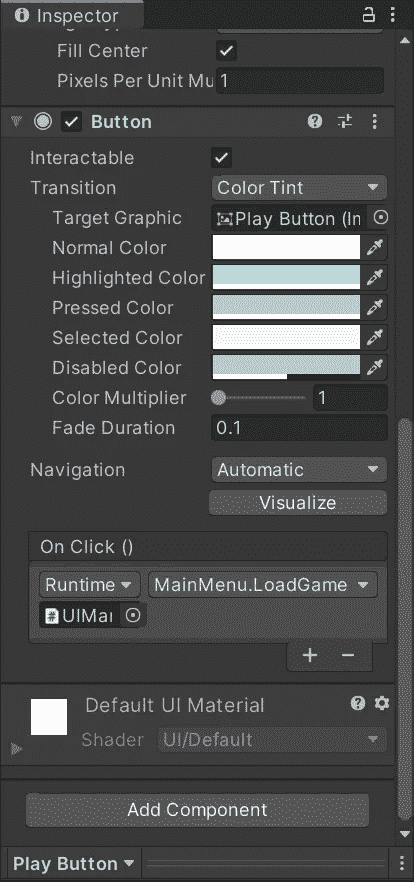 Inspector
Fill Center
Pixels Per Unit Mu 1
Button
Interactable
Transition Color Tint
Target Graphic Play Button (In
Normal Color
Highlighted Color
Pressed Color
Selected Color
Disabled Color
Color Multiplier 1
Fade Duration 0.1
Navigation Automatic
Visualize
On Click ()
Runtime MainMenu.LoadGame
UIMai
Default UI Material
Shader UI/Default
Add Component
Play Button